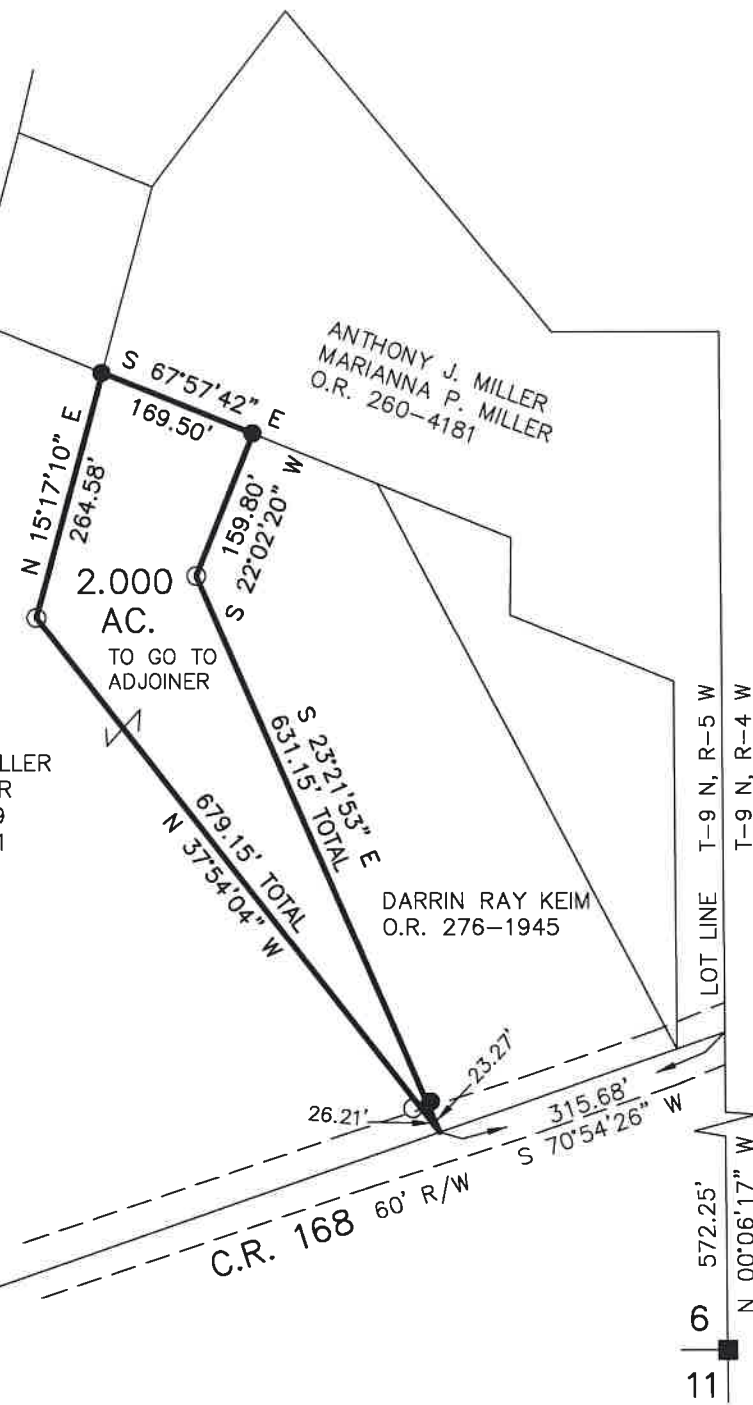 ANTHONY J. MILLER
MARIANNA P. MILLER
O.R. 260-4181
S 67°57'42" E
169.50'
N 15°17'10" E
264.58'
159.80'
S 22°02'20" W
2.000
AC.
TO GO TO
ADJOINER
LLER
R
9
1
S 23°21'53" E
631.15' TOTAL
679.15' TOTAL
N 37°54'04" W
DARRIN RAY KEIM
O.R. 276-1945
LOT LINE T-9 N, R-5 W
T-9 N, R-4 W
23.27'
26.21'
315.68'
S 70°54'26" W
C.R. 168 60' R/W
572.25'
N 00°06'17" W
6
11